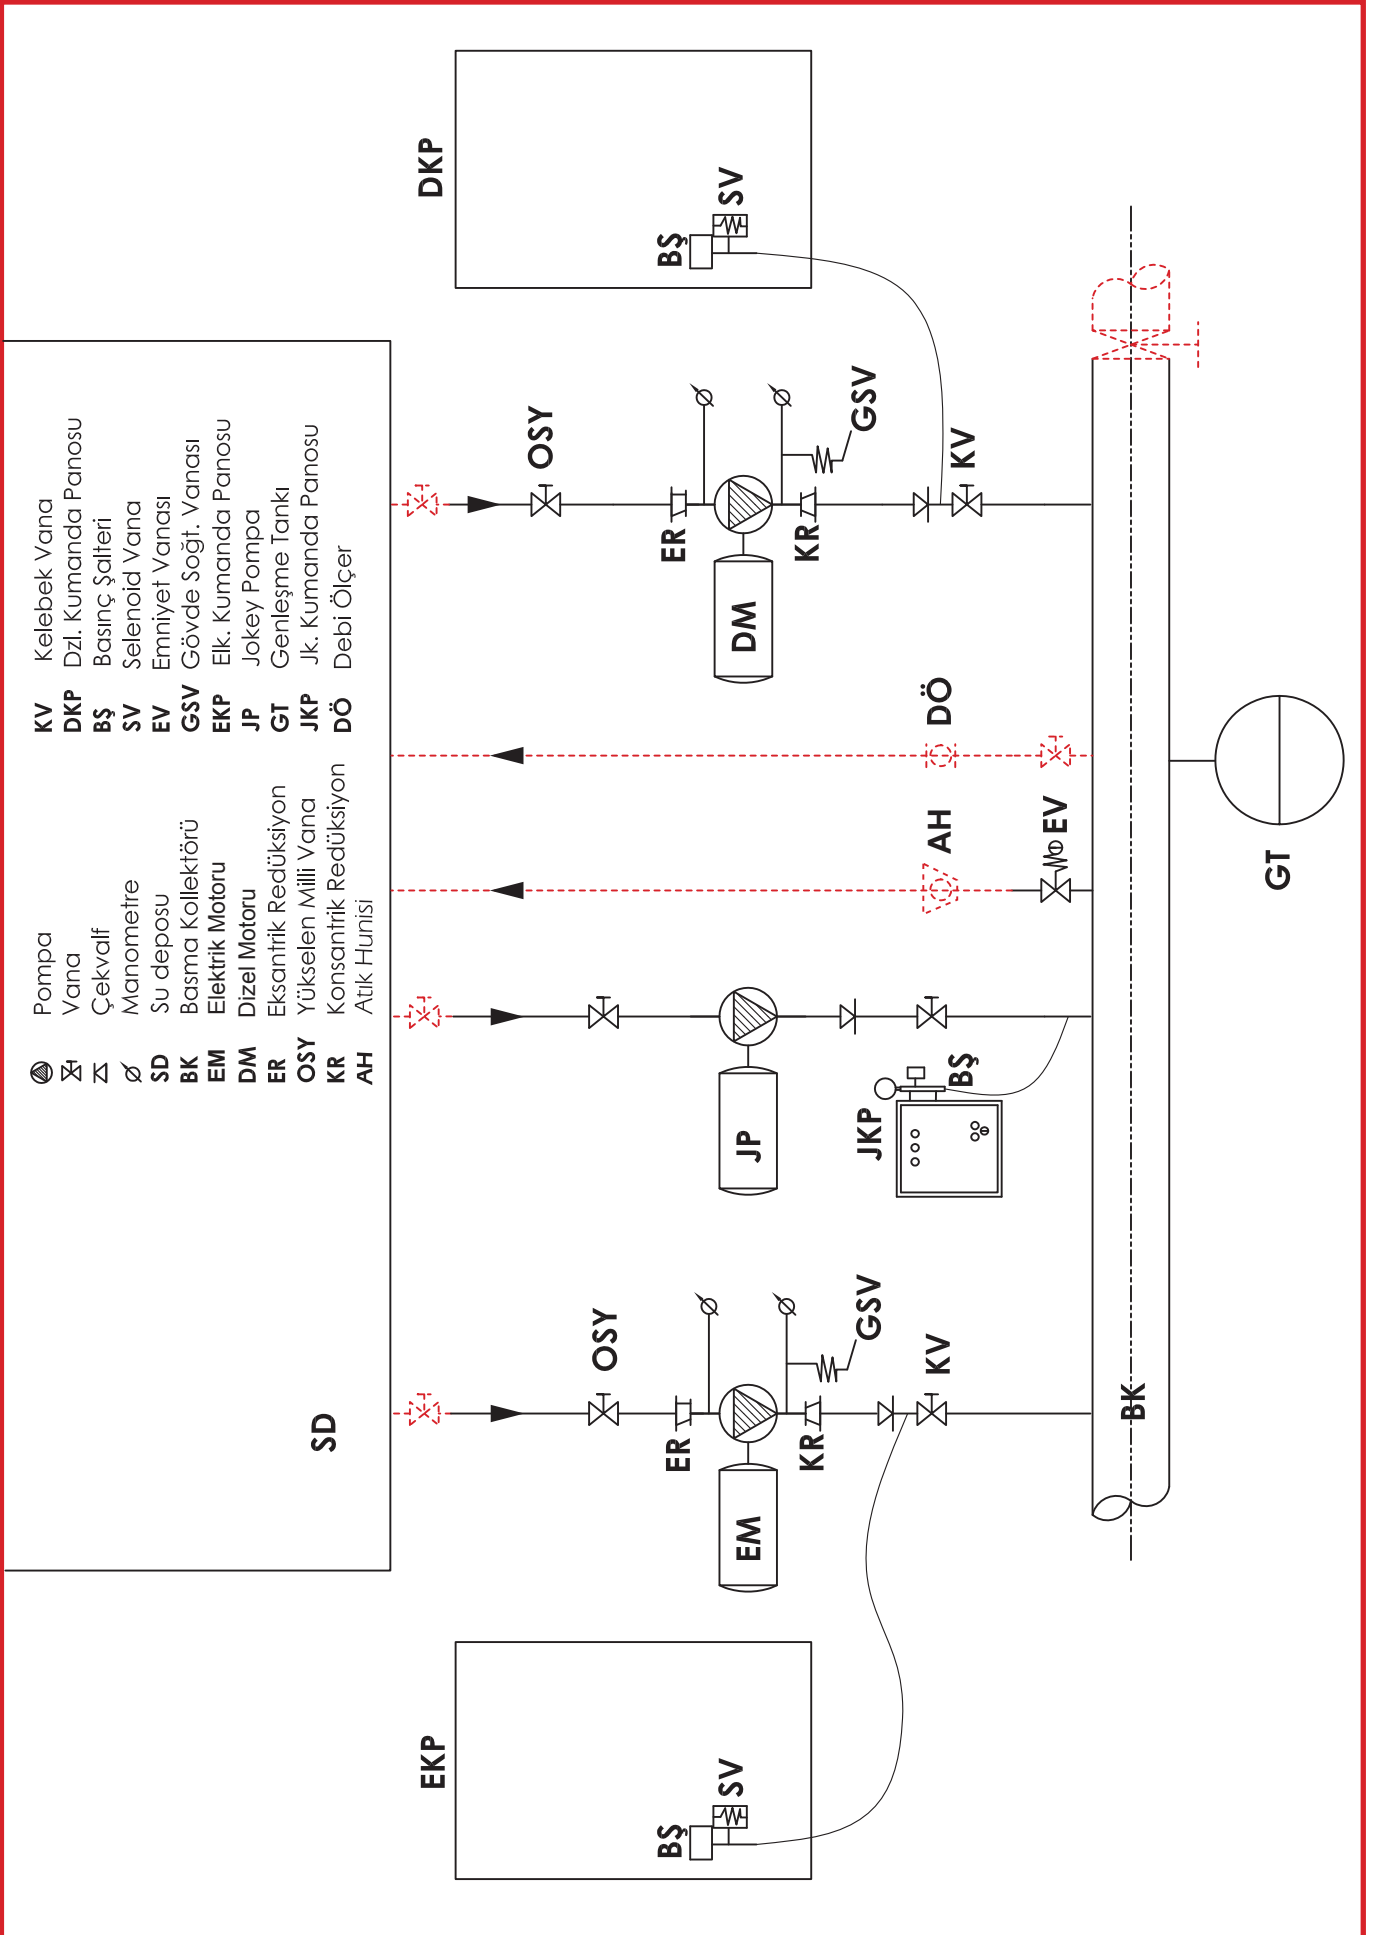 Pompa
Vana
Çekvalf
Manometre
SD Su deposu
BK Basma Kollektörü
EM Elektrik Motoru
DM Dizel Motoru
ER Eksantrik Redüksiyon
OSY Yükselen Milli Vana
KR Konsantrik Redüksiyon
AH Atık Hunisi
KV Kelebek Vana
DKP Dzl. Kumanda Panosu
BŞ Basınç Şalteri
SV Selenoid Vana
EV Emniyet Vanası
GSV Gövde Soğt. Vanası
EKP Elk. Kumanda Panosu
JP Jokey Pompa
GT Genleşme Tankı
JKP Jk. Kumanda Panosu
DÖ Debi Ölçer
SD
EKP
BŞ
SV
OSY
ER
EM
KR
GSV
KV
JP
JKP
BŞ
AH
EV
DÖ
OSY
ER
DM
KR
GSV
KV
DKP
BŞ
SV
BK
GT